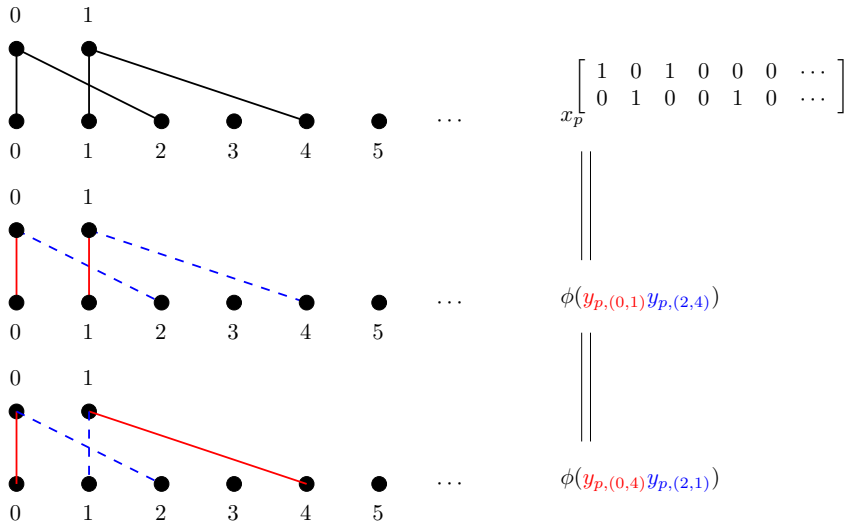 0 1
1 0 1 0 0 0 ⋯
0 1 0 0 1 0 ⋯
x_p
⋯
0 1 2 3 4 5
0 1
⋯
ϕ(y_{p,(0,1)}y_{p,(2,4)})
0 1 2 3 4 5
0 1
⋯
ϕ(y_{p,(0,4)}y_{p,(2,1)})
0 1 2 3 4 5